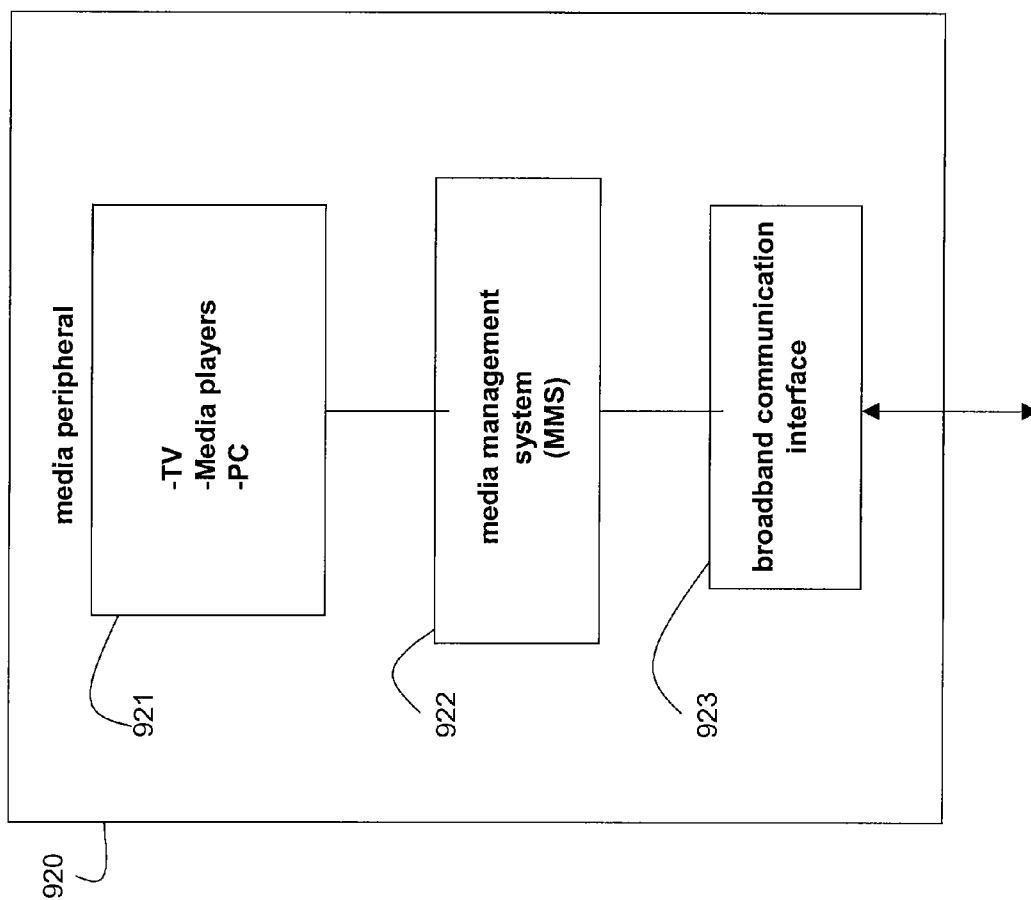 media peripheral
-TV
-Media players
-PC
media management
system
(MMS)
broadband communication
interface
921
922
923
920